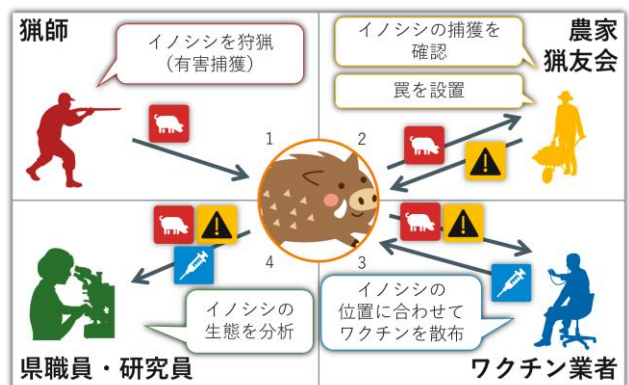 猟師
イノシシを狩猟
（有害捕獲）
1
イノシシの捕獲を
確認
罠を設置
農家
猟友会
2
4
イノシシの
生態を分析
県職員・研究員
3
イノシシの
位置に合わせて
ワクチンを散布
ワクチン業者